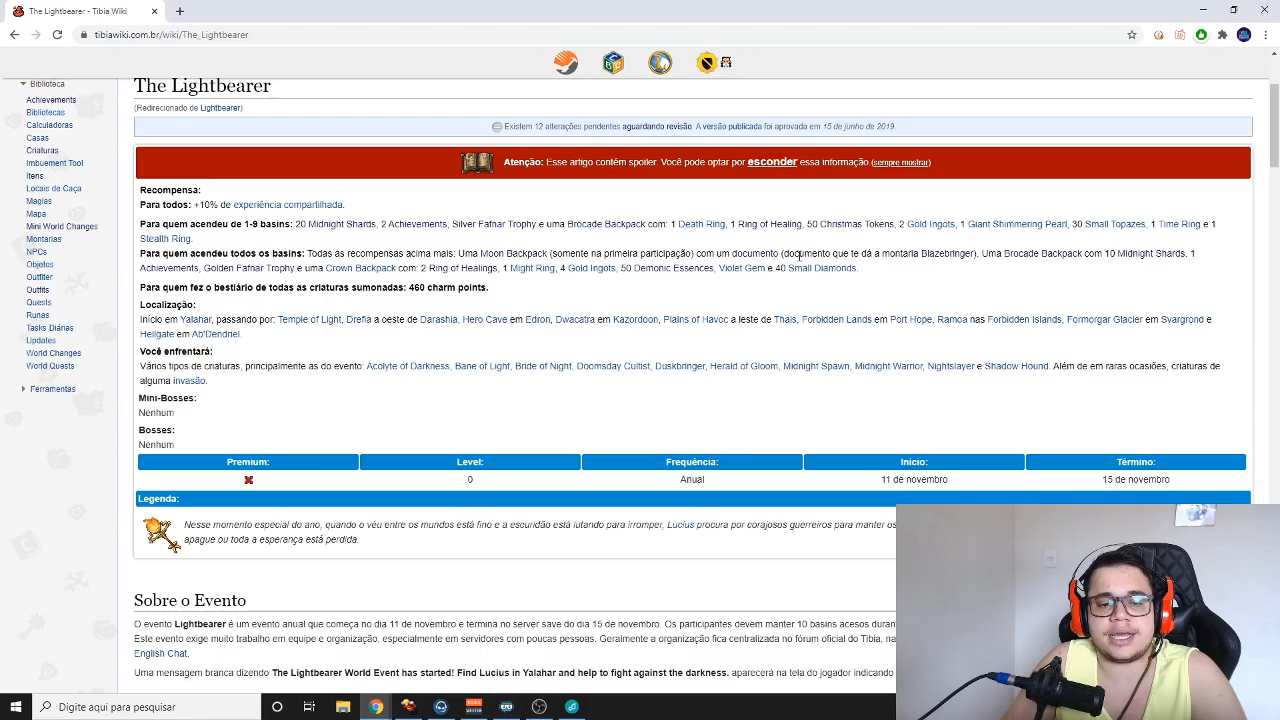 The Lightbearer - Tibia Wiki
tibiawiki.com.br/wiki/The_Lightbearer
The Lightbearer
(Redirecionado de Lightbearer)
Existem 12 alterações pendentes aguardando revisão. A versão publicada foi aprovada em 15 de junho de 2019.
Biblioteca
Achievements
Bibliotecas
Calculadoras
Casas
Criaturas
Imbuement Tool
Itens
Locais de Caça
Magias
Mapa
Mini World Changes
Montarias
NPCs
Objetos
Outfiter
Outfits
Quests
Runas
Tasks Diárias
Updates
World Changes
World Quests
Ferramentas
Atenção: Esse artigo contém spoiler. Você pode optar por esconder essa informação.(sempre mostrar)
Recompensa:
Para todos: +10% de experiência compartilhada.
Para quem acendeu de 1-9 basins: 20 Midnight Shards, 2 Achievements, Silver Fafnar Trophy e uma Brocade Backpack com: 1 Death Ring, 1 Ring of Healing, 50 Christmas Tokens, 2 Gold Ingots, 1 Giant Shimmering Pearl, 30 Small Topazes, 1 Time Ring e 1
Stealth Ring.
Para quem acendeu todos os basins: Todas as recompensas acima mais: Uma Moon Backpack (somente na primeira participação) com um documento (documento que te dá a montaria Blazebringer). Uma Brocade Backpack com 10 Midnight Shards, 1
Achievements, Golden Fafnar Trophy e uma Crown Backpack com: 2 Ring of Healings, 1 Might Ring, 4 Gold Ingots, 50 Demonic Essences, Violet Gem e 40 Small Diamonds.
Para quem fez o bestiário de todas as criaturas sumonadas: 460 charm points.
Localização:
Início em Yalahar, passando por: Temple of Light, Drefia a oeste de Darashia, Hero Cave em Edron, Dwacatra em Kazordoon, Plains of Havoc a leste de Thais, Forbidden Lands em Port Hope, Ramoa nas Forbidden Islands, Formorgar Glacier em Svargrond e
Hellgate em Ab'Dendriel.
Você enfrentará:
Vários tipos de criaturas, principalmente as do evento: Acolyte of Darkness, Bane of Light, Bride of Night, Doomsday Cultist, Duskbringer, Herald of Gloom, Midnight Spawn, Midnight Warrior, Nightslayer e Shadow Hound. Além de em raras ocasiões, criaturas de
alguma invasão.
Mini-Bosses:
Nenhum
Bosses:
Nenhum
Premium: Level: Frequência: Início: Término:
0 Anual 11 de novembro 15 de novembro
Legenda:
Nesse momento especial do ano, quando o véu entre os mundos está fino e a escuridão está lutando para irromper, Lucius procura por corajosos guerreiros para manter os
apague ou toda a esperança está perdida.
Sobre o Evento
O evento Lightbearer é um evento anual que começa no dia 11 de novembro e termina no server save do dia 15 de novembro. Os participantes devem manter 10 basins acesos
Este evento exige muito trabalho em equipe e organização, especialmente em servidores com poucas pessoas. Geralmente a organização fica centralizada no fórum oficial do Tibia,
English Chat.
Uma mensagem branca dizendo The Lightbearer World Event has started! Find Lucius in Yalahar and help to fight against the darkness. aparecerá na tela do jogador indicando
Digite aqui para pesquisar